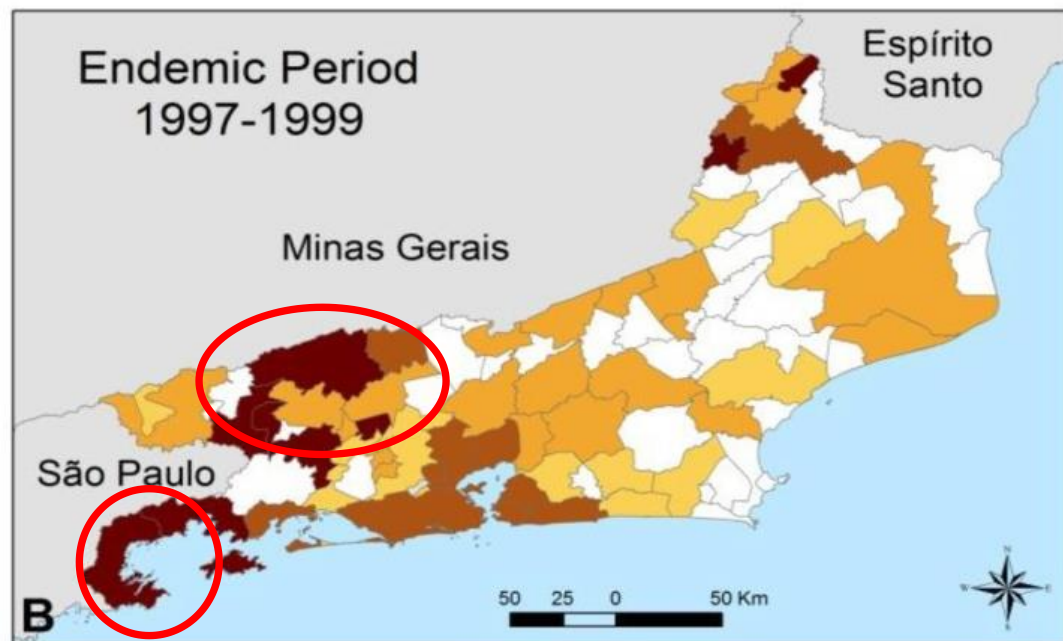 Endemic Period
1997-1999
Espírito
Santo
Minas Gerais
São Paulo
B
50 25 0 50 Km
N
W E
S